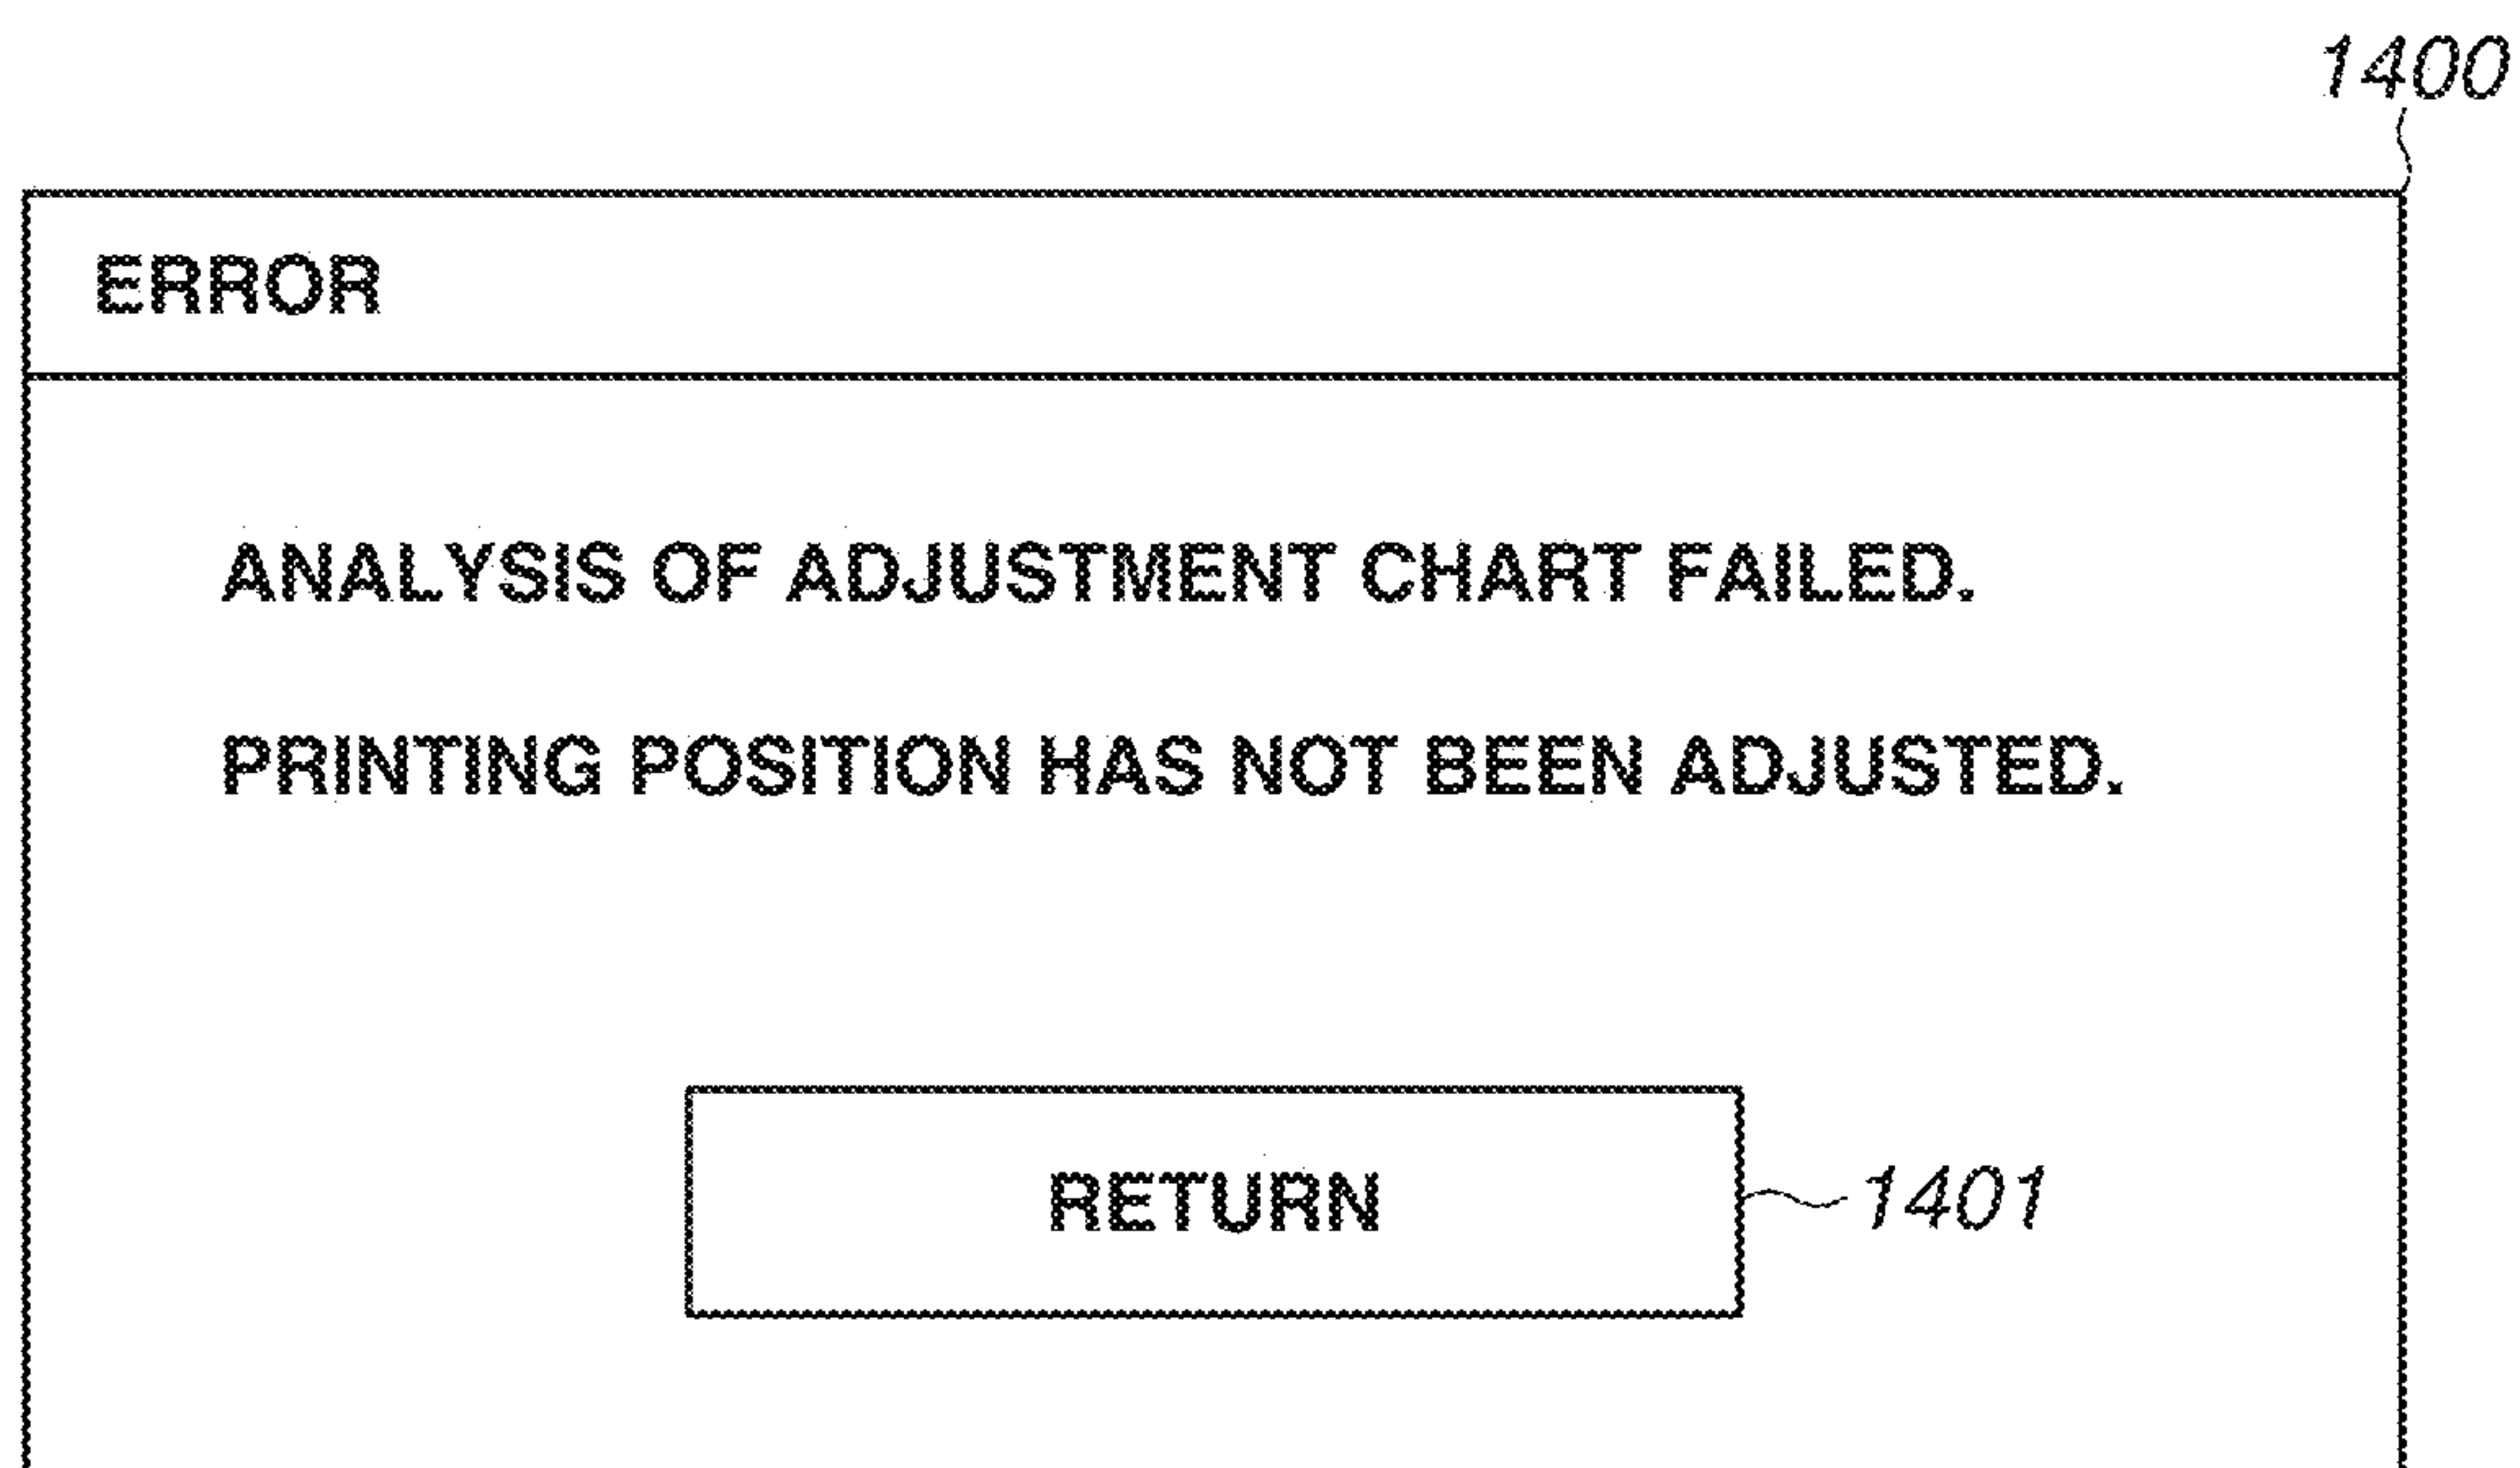 1400
ERROR
ANALYSIS OF ADJUSTMENT CHART FAILED.
PRINTING POSITION HAS NOT BEEN ADJUSTED.
RETURN
1401